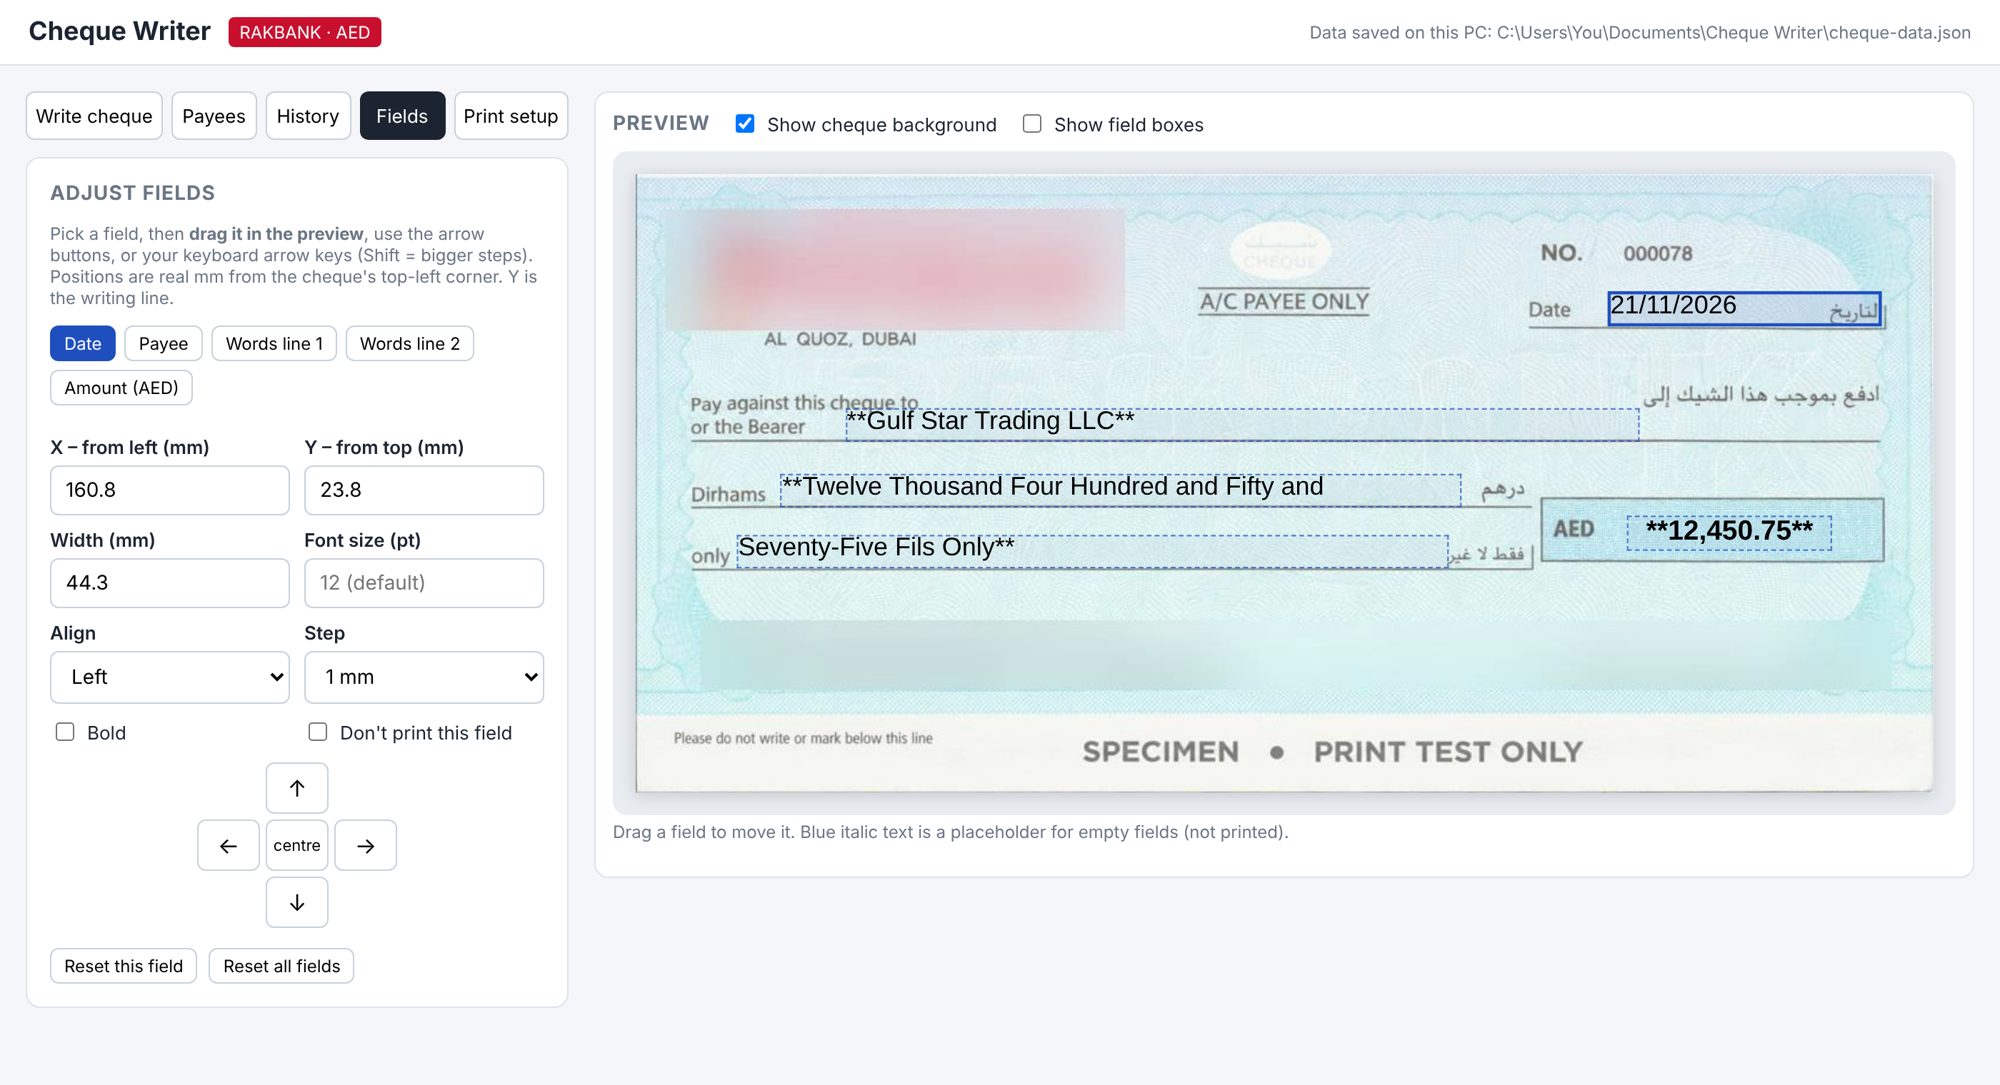 Cheque Writer
RAKBANK · AED
Data saved on this PC: C:\Users\You\Documents\Cheque Writer\cheque-data.json
Write cheque
Payees
History
Fields
Print setup
ADJUST FIELDS
Pick a field, then drag it in the preview, use the arrow
buttons, or your keyboard arrow keys (Shift = bigger steps).
Positions are real mm from the cheque's top-left corner. Y is
the writing line.
Date
Payee
Words line 1
Words line 2
Amount (AED)
X – from left (mm)
Y – from top (mm)
160.8
23.8
Width (mm)
Font size (pt)
44.3
12 (default)
Align
Step
Left
1 mm
Bold
Don't print this field
↑
←
centre
→
↓
Reset this field
Reset all fields
PREVIEW
Show cheque background
Show field boxes
CHEQUE
A/C PAYEE ONLY
NO. 000078
Date 21/11/2026 التاريخ
AL QUOZ, DUBAI
Pay against this cheque to
or the Bearer
**Gulf Star Trading LLC**
ادفع بموجب هذا الشيك إلى
Dirhams **Twelve Thousand Four Hundred and Fifty and درهم
AED **12,450.75**
only Seventy-Five Fils Only** فقط لا غير
Please do not write or mark below this line
SPECIMEN ● PRINT TEST ONLY
Drag a field to move it. Blue italic text is a placeholder for empty fields (not printed).